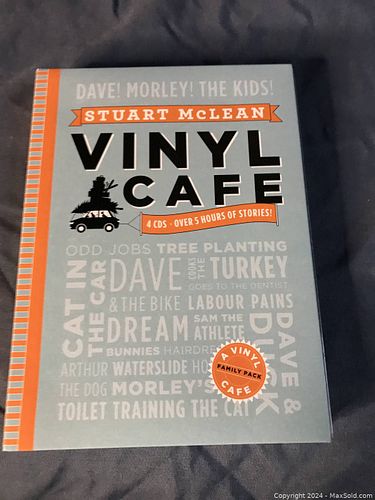 DAVE! MORLEY! THE KIDS!
STUART McLEAN
VINYL
CAFE
4 CDS · OVER 5 HOURS OF STORIES!
ODD JOBS TREE PLANTING
CAT IN
THE CAR
DAVE COOKS THE TURKEY
GOES TO THE DENTIST
& THE BIKE LABOUR PAINS
DREAM SAM THE ATHLETE
BUNNIES HAIRDRE
ARTHUR WATERSLIDE
THE DOG MORLEY'S
TOILET TRAINING THE CAT
DAVE &
DUCK
A VINYL
FAMILY PACK
CAFE
Copyright © 2024 - MaxSold.com